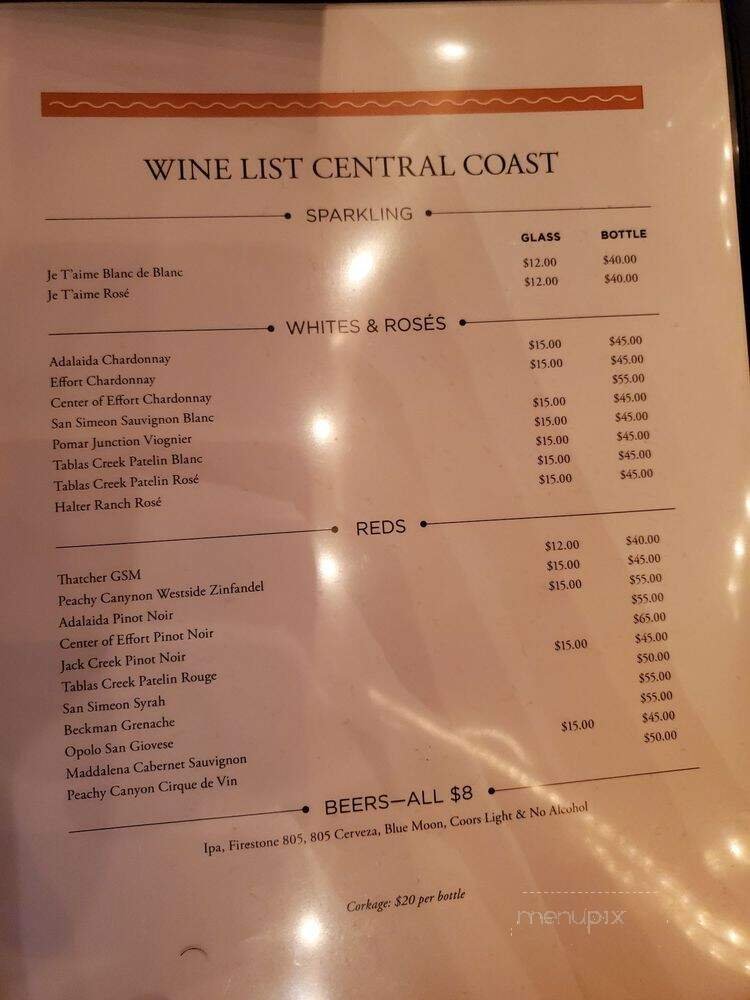 WINE LIST CENTRAL COAST
SPARKLING
GLASS BOTTLE
Je T'aime Blanc de Blanc $12.00 $40.00
Je T'aime Rosé $12.00 $40.00
WHITES & ROSÉS
Adalaida Chardonnay $15.00 $45.00
Effort Chardonnay $15.00 $45.00
Center of Effort Chardonnay $55.00
San Simeon Sauvignon Blanc $15.00 $45.00
Pomar Junction Viognier $15.00 $45.00
Tablas Creek Patelin Blanc $15.00 $45.00
Tablas Creek Patelin Rosé $15.00 $45.00
Halter Ranch Rosé $15.00 $45.00
REDS
Thatcher GSM $12.00 $40.00
Peachy Canynon Westside Zinfandel $15.00 $45.00
Adalaida Pinot Noir $15.00 $55.00
Center of Effort Pinot Noir $55.00
Jack Creek Pinot Noir $65.00
Tablas Creek Patelin Rouge $15.00 $45.00
San Simeon Syrah $50.00
Beckman Grenache $55.00
Opolo San Giovese $55.00
Maddalena Cabernet Sauvignon $15.00 $45.00
Peachy Canyon Cirque de Vin $50.00
BEERS—ALL $8
Ipa, Firestone 805, 805 Cerveza, Blue Moon, Coors Light & No Alcohol
Corkage: $20 per bottle
menupix